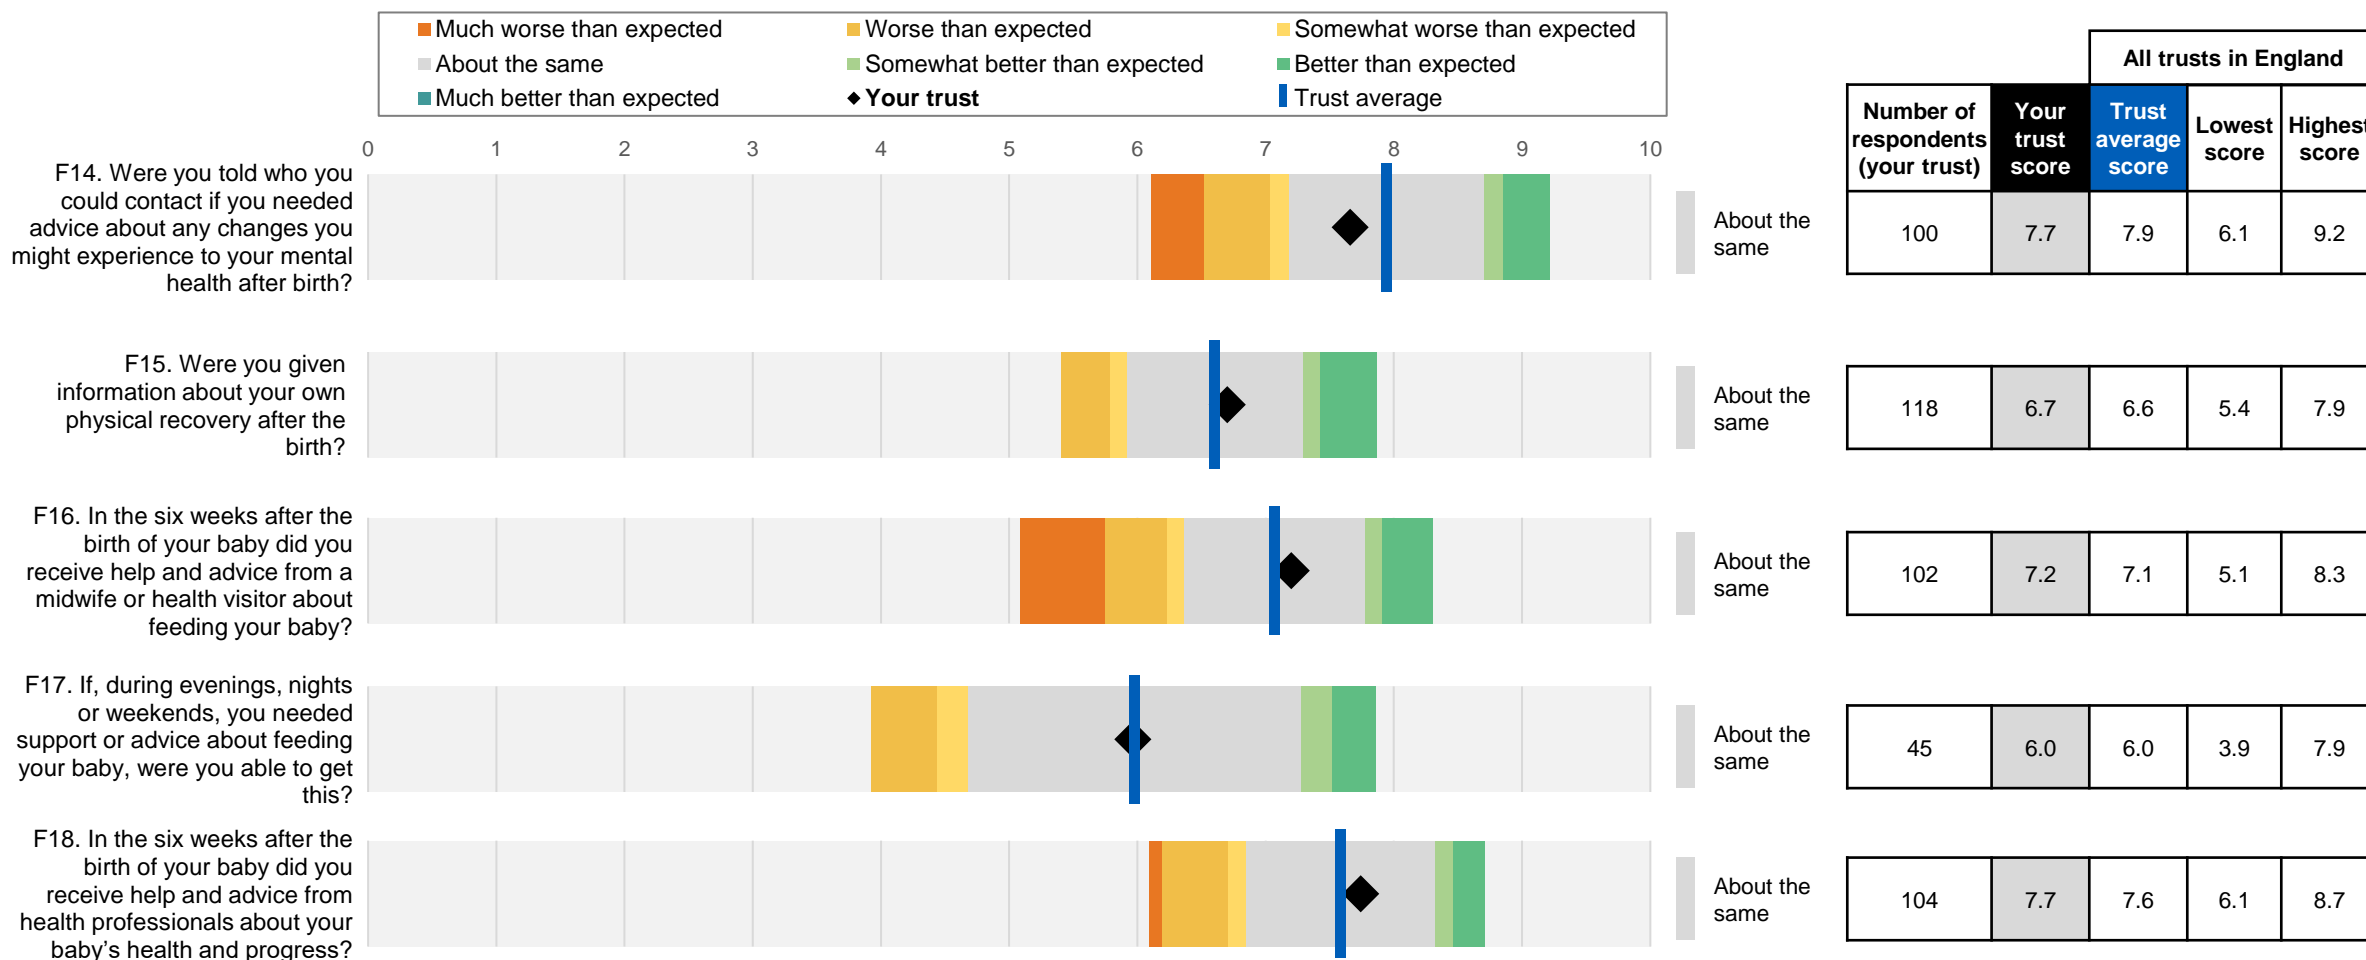 Much worse than expected
Worse than expected
Somewhat worse than expected
About the same
Somewhat better than expected
Better than expected
Much better than expected
Your trust
Trust average
All trusts in England
Number of
respondents
(your trust)
Your
trust
score
Trust
average
score
Lowest
score
Highest
score
0 1 2 3 4 5 6 7 8 9 10
F14. Were you told who you
could contact if you needed
advice about any changes you
might experience to your mental
health after birth?
About the
same
100 7.7 7.9 6.1 9.2
F15. Were you given
information about your own
physical recovery after the
birth?
About the
same
118 6.7 6.6 5.4 7.9
F16. In the six weeks after the
birth of your baby did you
receive help and advice from a
midwife or health visitor about
feeding your baby?
About the
same
102 7.2 7.1 5.1 8.3
F17. If, during evenings, nights
or weekends, you needed
support or advice about feeding
your baby, were you able to get
this?
About the
same
45 6.0 6.0 3.9 7.9
F18. In the six weeks after the
birth of your baby did you
receive help and advice from
health professionals about your
baby's health and progress?
About the
same
104 7.7 7.6 6.1 8.7